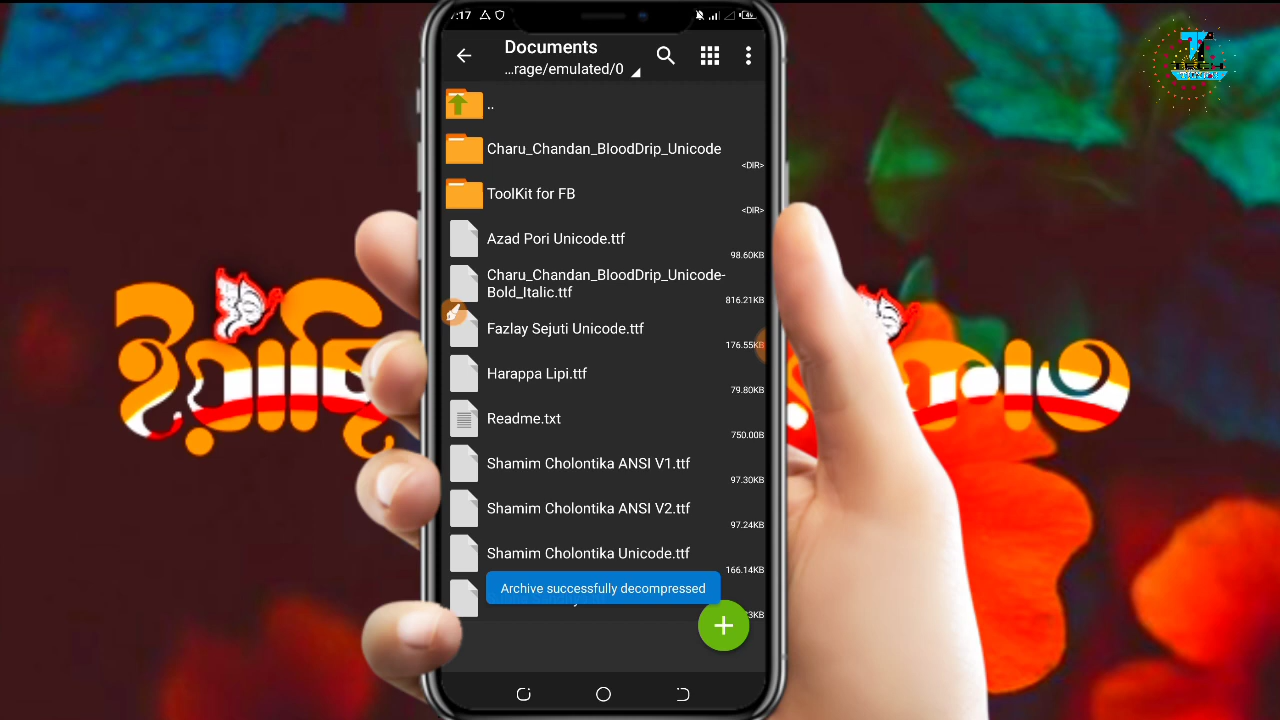 7:17
Documents
...rage/emulated/0
..
Charu_Chandan_BloodDrip_Unicode
<DIR>
ToolKit for FB
<DIR>
Azad Pori Unicode.ttf
98.60KB
Charu_Chandan_BloodDrip_Unicode-
Bold_Italic.ttf
816.21KB
Fazlay Sejuti Unicode.ttf
176.55KB
Harappa Lipi.ttf
79.80KB
Readme.txt
750.00B
Shamim Cholontika ANSI V1.ttf
97.30KB
Shamim Cholontika ANSI V2.ttf
97.24KB
Shamim Cholontika Unicode.ttf
166.14KB
Archive successfully decompressed